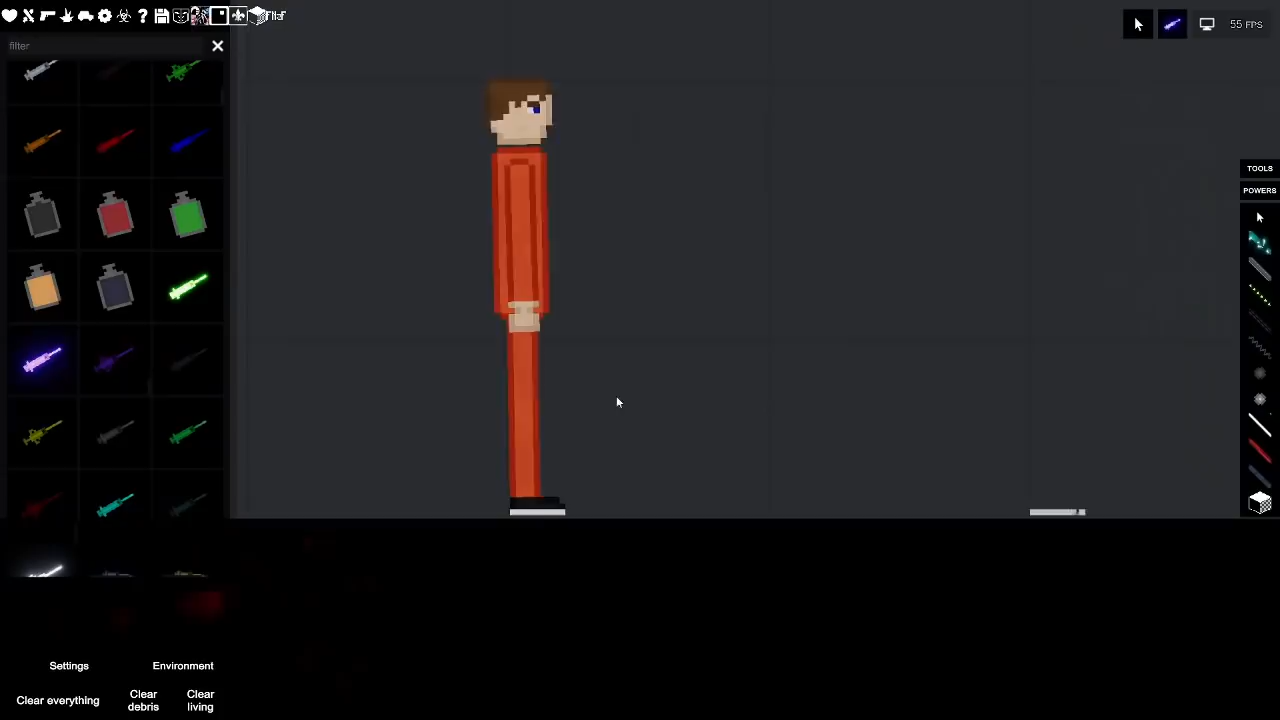 55 FPS
filter
TOOLS
POWERS
Settings
Environment
Clear everything
Clear
debris
Clear
living